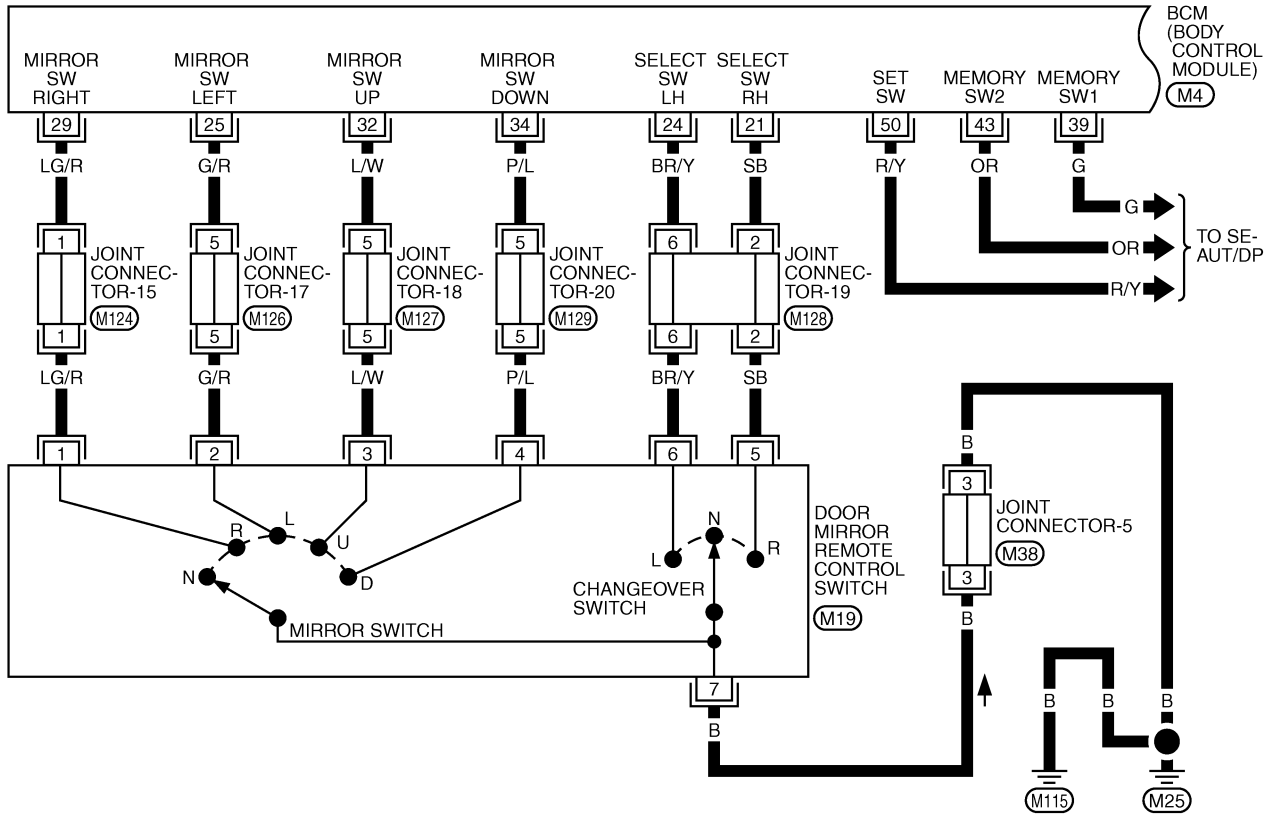 BCM
(BODY
CONTROL
MODULE)
M4
MIRROR
SW
RIGHT
MIRROR
SW
LEFT
MIRROR
SW
UP
MIRROR
SW
DOWN
SELECT
SW
LH
SELECT
SW
RH
SET
SW
MEMORY
SW2
MEMORY
SW1
29
25
32
34
24
21
50
43
39
LG/R
G/R
L/W
P/L
BR/Y
SB
R/Y
OR
G
G
OR
R/Y
TO SE-
AUT/DP
1
5
5
5
6
2
JOINT
CONNEC-
TOR-15
M124
JOINT
CONNEC-
TOR-17
M126
JOINT
CONNEC-
TOR-18
M127
JOINT
CONNEC-
TOR-20
M129
JOINT
CONNEC-
TOR-19
M128
1
5
5
5
6
2
LG/R
G/R
L/W
P/L
BR/Y
SB
1
2
3
4
6
5
R
L
U
D
N
MIRROR SWITCH
L
N
R
CHANGEOVER
SWITCH
DOOR
MIRROR
REMOTE
CONTROL
SWITCH
M19
7
B
B
3
JOINT
CONNECTOR-5
M38
3
B
B
B
B
M115
M25